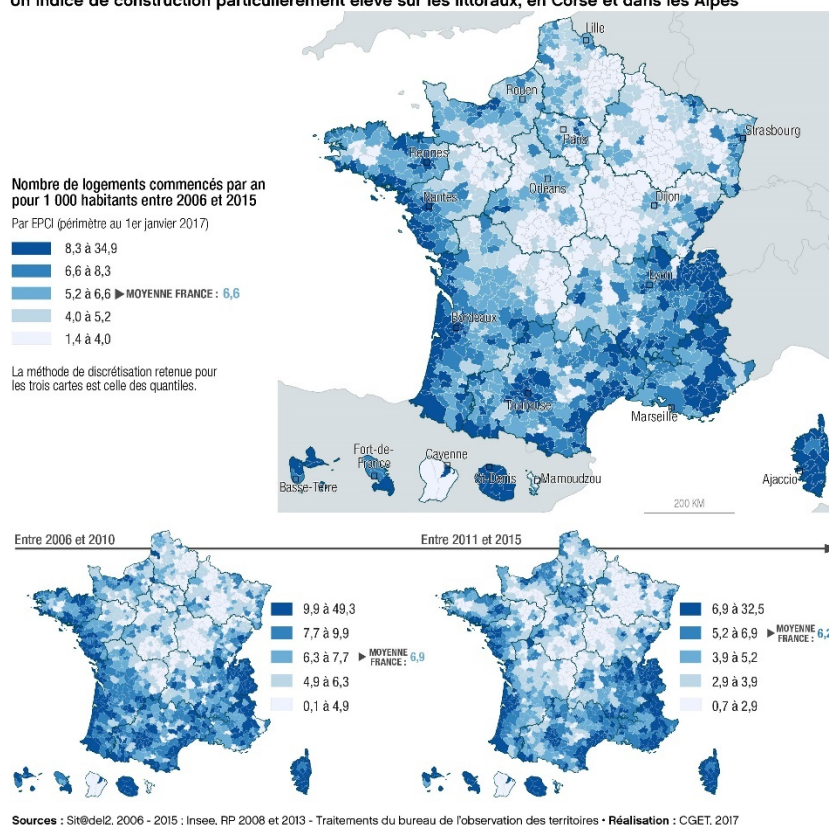 Un indice de construction particulièrement élevé sur les littoraux, en Corse et dans les Alpes
Lille
Rouen
Paris
Strasbourg
Rennes
Orléans
Nantes
Dijon
Lyon
Bordeaux
Toulouse
Marseille
Nombre de logements commencés par an
pour 1 000 habitants entre 2006 et 2015
Par EPCI (périmètre au 1er janvier 2017)
8,3 à 34,9
6,6 à 8,3
5,2 à 6,6 ▶ MOYENNE FRANCE : 6,6
4,0 à 5,2
1,4 à 4,0
La méthode de discrétisation retenue pour
les trois cartes est celle des quantiles.
Basse-Terre
Fort-de-
France
Cayenne
St-Denis
Mamoudzou
Ajaccio
200 KM
Entre 2006 et 2010
9,9 à 49,3
7,7 à 9,9
6,3 à 7,7 ▶ MOYENNE
FRANCE : 6,9
4,9 à 6,3
0,1 à 4,9
Entre 2011 et 2015
6,9 à 32,5
5,2 à 6,9 ▶ MOYENNE
FRANCE : 6,2
3,9 à 5,2
2,9 à 3,9
0,7 à 2,9
Sources : Sit@del2, 2006 - 2015 ; Insee, RP 2008 et 2013 - Traitements du bureau de l'observation des territoires • Réalisation : CGET, 2017